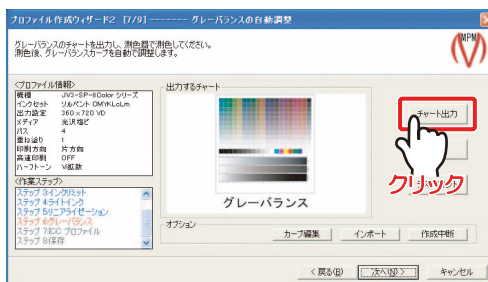 プロファイル作成ウィザード2 [7/9] ------- グレーバランスの自動調整
グレーバランスのチャートを出力し、測色器で測色してください。
測色後、グレーバランスカーブを自動で調整します。
MPM
<プロファイル情報>
機種 JV3-SP-8Color シリーズ
インクセット ソルベント CMYKLcLm
出力設定 360 x 720 VD
メディア 光沢塩ビ
パス 4
重ね塗り 1
印刷方向 片方向
高速印刷 OFF
ハーフトーン V拡散
<作業ステップ>
ステップ 3インクリミット
ステップ 4ライトインク
ステップ 5リニアライゼーション
ステップ 6グレーバランス
ステップ 7ICC プロファイル
ステップ 8保存
出力するチャート
グレーバランス
チャート出力
クリック
オプション
カーブ編集
インポート
作成中断
< 戻る(B)
次へ(N) >
キャンセル